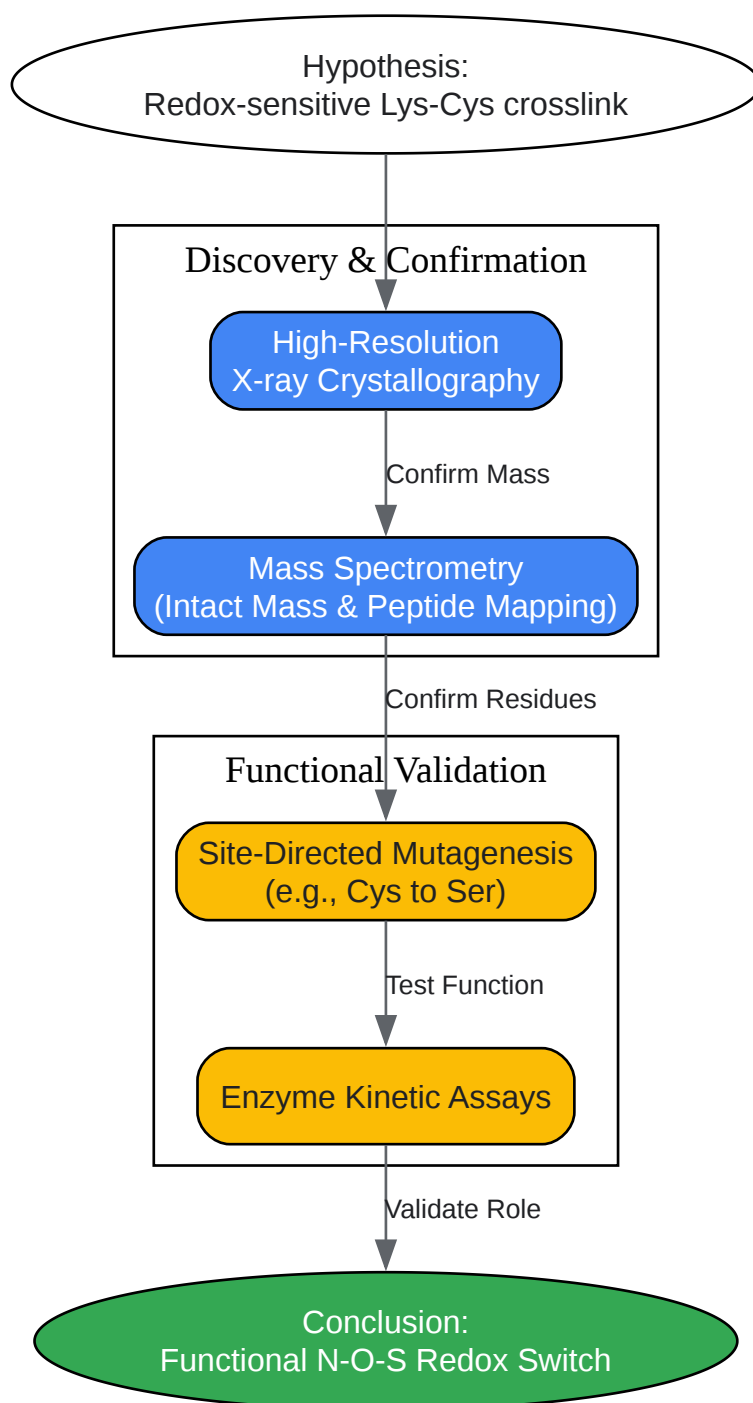 Hypothesis:
Redox-sensitive Lys-Cys crosslink
Discovery & Confirmation
High-Resolution
X-ray Crystallography
Confirm Mass
Mass Spectrometry
(Intact Mass & Peptide Mapping)
Confirm Residues
Functional Validation
Site-Directed Mutagenesis
(e.g., Cys to Ser)
Test Function
Enzyme Kinetic Assays
Validate Role
Conclusion:
Functional N-O-S Redox Switch